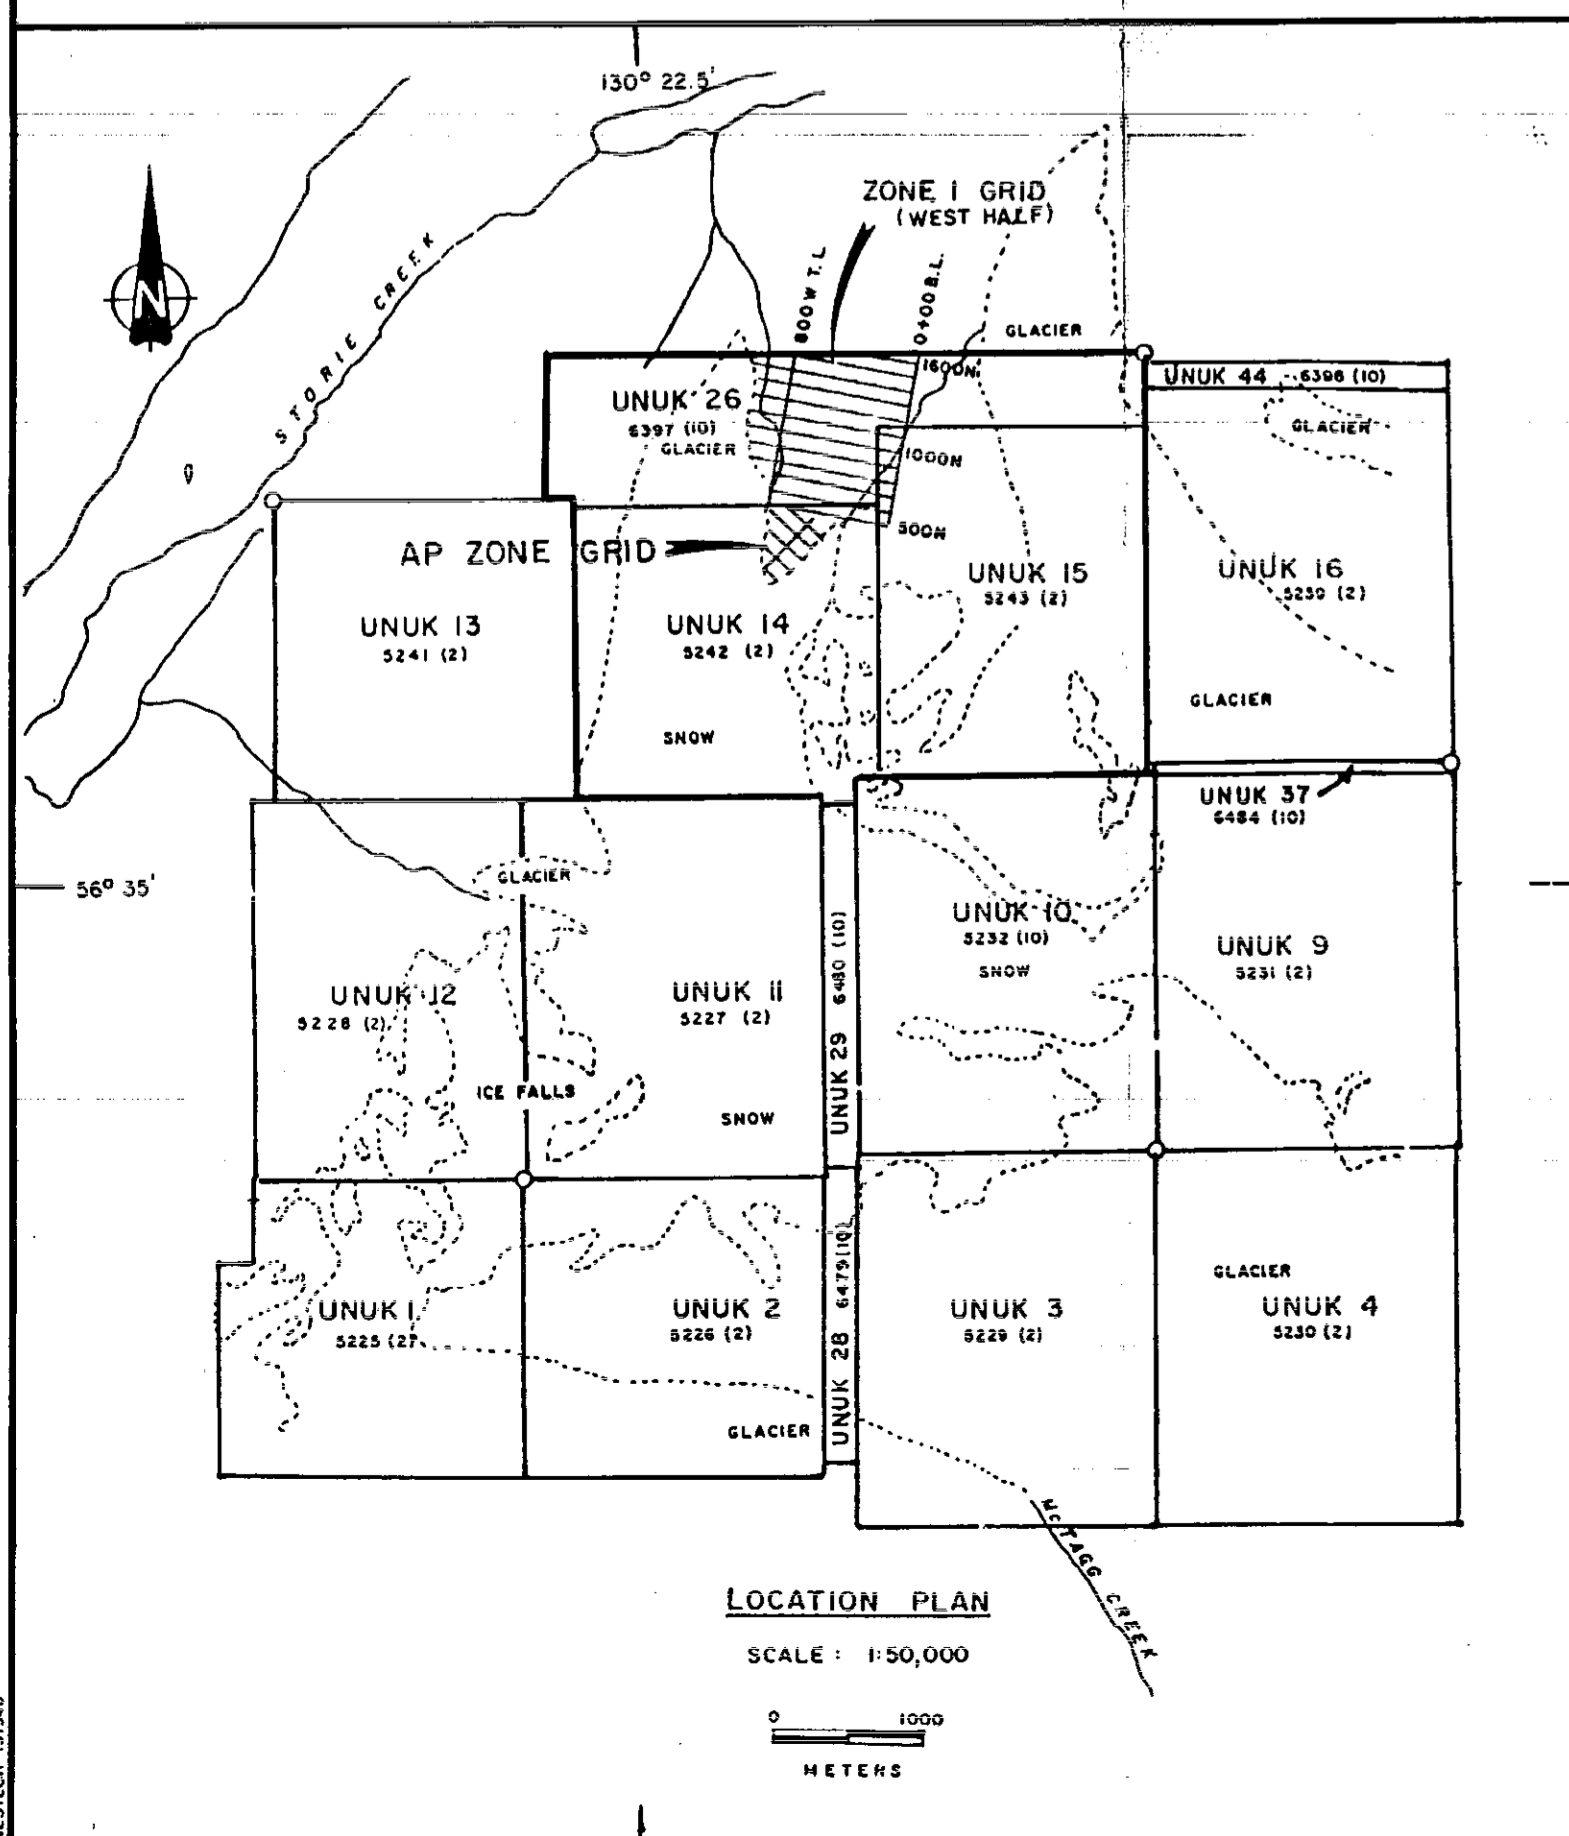 130° 22.5'
ZONE 1 GRID
(WEST HALF)
STORIE CREEK
N
800W T.L.
0+00 B.L.
GLACIER
1600N
UNUK 44 6396 (10)
UNUK 26
6397 (10)
GLACIER
GLACIER
1000N
500N
AP ZONE GRID
UNUK 15
5243 (2)
UNUK 16
5239 (2)
UNUK 13
5241 (2)
UNUK 14
5242 (2)
GLACIER
SNOW
UNUK 37
6484 (10)
56° 35'
GLACIER
UNUK 10
5232 (10)
SNOW
UNUK 9
5231 (2)
UNUK 12
5228 (2)
UNUK 11
5227 (2)
UNUK 29 6480 (10)
ICE FALLS
SNOW
UNUK 1
5225 (2)
UNUK 2
5226 (2)
UNUK 28 6479 (10)
UNUK 3
5229 (2)
GLACIER
UNUK 4
5230 (2)
GLACIER
McTAGG CREEK
LOCATION PLAN
SCALE : 1:50,000
0 1000
METERS